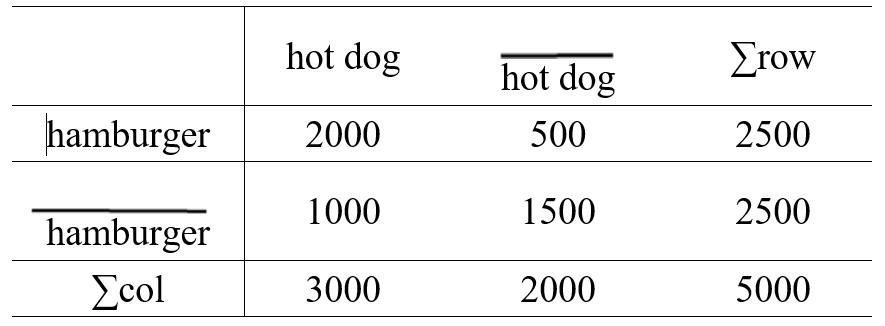 hot dog hot dog ∑row
hamburger 2000 500 2500
hamburger 1000 1500 2500
∑col 3000 2000 5000